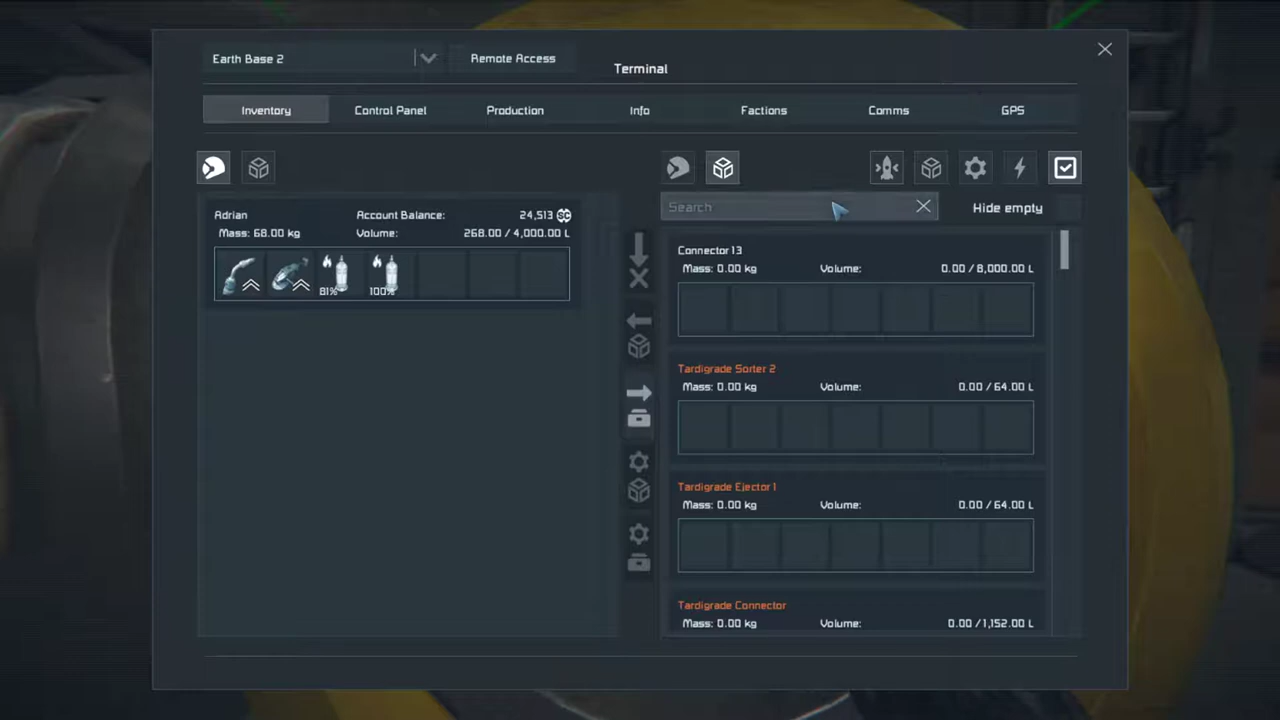 Earth Base 2
Remote Access
Terminal
Inventory
Control Panel
Production
Info
Factions
Comms
GPS
Search
Hide empty
Adrian
Account Balance:
24,513 SC
Mass: 68.00 kg
Volume:
268.00 / 4,000.00 L
81%
100%
Connector 13
Mass: 0.00 kg
Volume:
0.00 / 8,000.00 L
Tardigrade Sorter 2
Mass: 0.00 kg
Volume:
0.00 / 64.00 L
Tardigrade Ejector 1
Mass: 0.00 kg
Volume:
0.00 / 64.00 L
Tardigrade Connector
Mass: 0.00 kg
Volume:
0.00 / 1,152.00 L